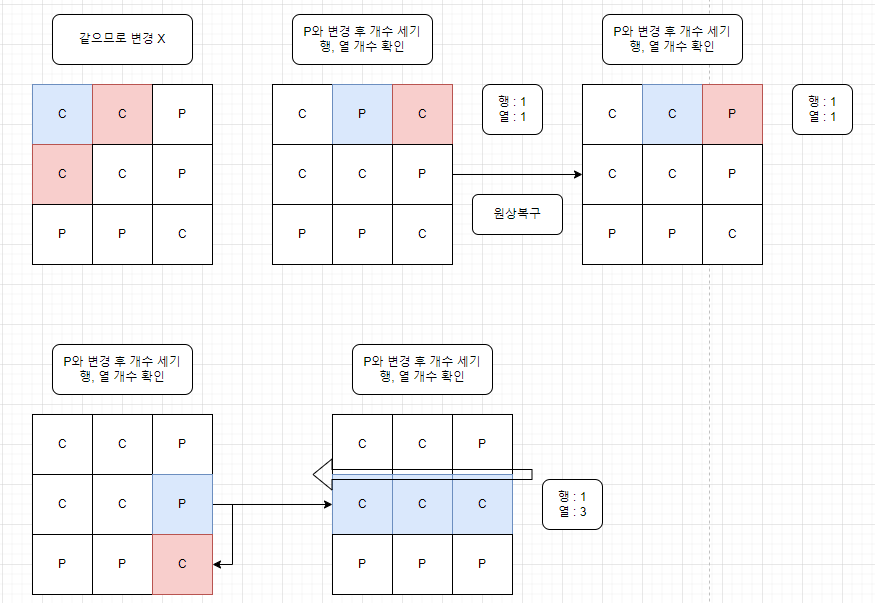 같으므로 변경 X
P와 변경 후 개수 세기
행, 열 개수 확인
P와 변경 후 개수 세기
행, 열 개수 확인
C C P
C C P
P P C
C P C
C C P
P P C
행 : 1
열 : 1
원상복구
C C P
C C P
P P C
행 : 1
열 : 1
P와 변경 후 개수 세기
행, 열 개수 확인
P와 변경 후 개수 세기
행, 열 개수 확인
C C P
C C P
P P C
C C P
C C C
P P P
행 : 1
열 : 3